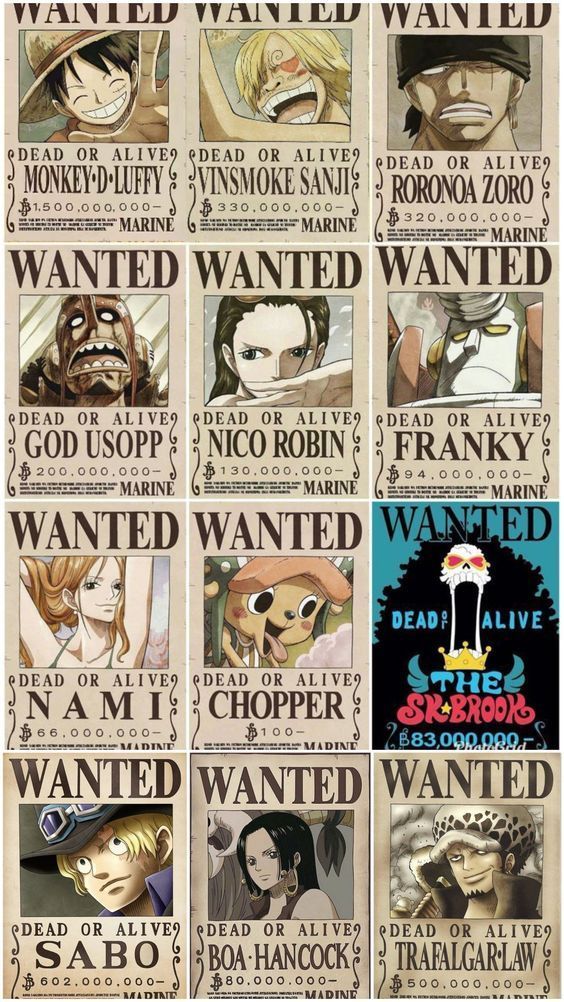 WANTED
DEAD OR ALIVE
MONKEY·D·LUFFY
1,500,000,000-
MARINE
WANTED
DEAD OR ALIVE
VINSMOKE SANJI
330,000,000-
MARINE
WANTED
DEAD OR ALIVE
RORONOA ZORO
320,000,000-
MARINE
WANTED
DEAD OR ALIVE
GOD USOPP
200,000,000-
MARINE
WANTED
DEAD OR ALIVE
NICO ROBIN
130,000,000-
MARINE
WANTED
DEAD OR ALIVE
FRANKY
94,000,000-
MARINE
WANTED
DEAD OR ALIVE
NAMI
66,000,000-
MARINE
WANTED
DEAD OR ALIVE
CHOPPER
100-
MARINE
WANTED
DEAD or ALIVE
THE
SK★BROOK
83,000,000-
WANTED
DEAD OR ALIVE
SABO
602,000,000-
MARINE
WANTED
DEAD OR ALIVE
BOA·HANCOCK
80,000,000-
MARINE
WANTED
DEAD OR ALIVE
TRAFALGAR·LAW
500,000,000-
MARINE